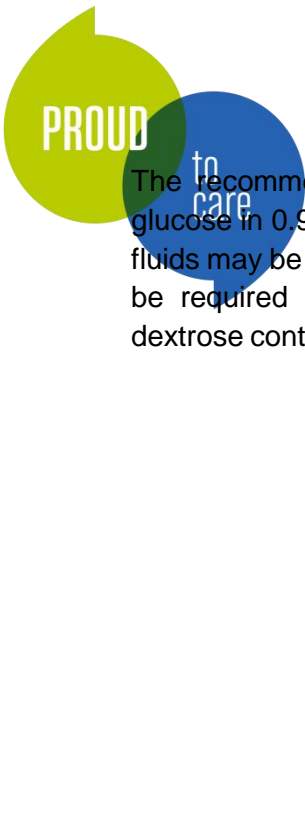 PROUD
to
care
The recomme
glucose in 0.9
fluids may be
be required
dextrose cont